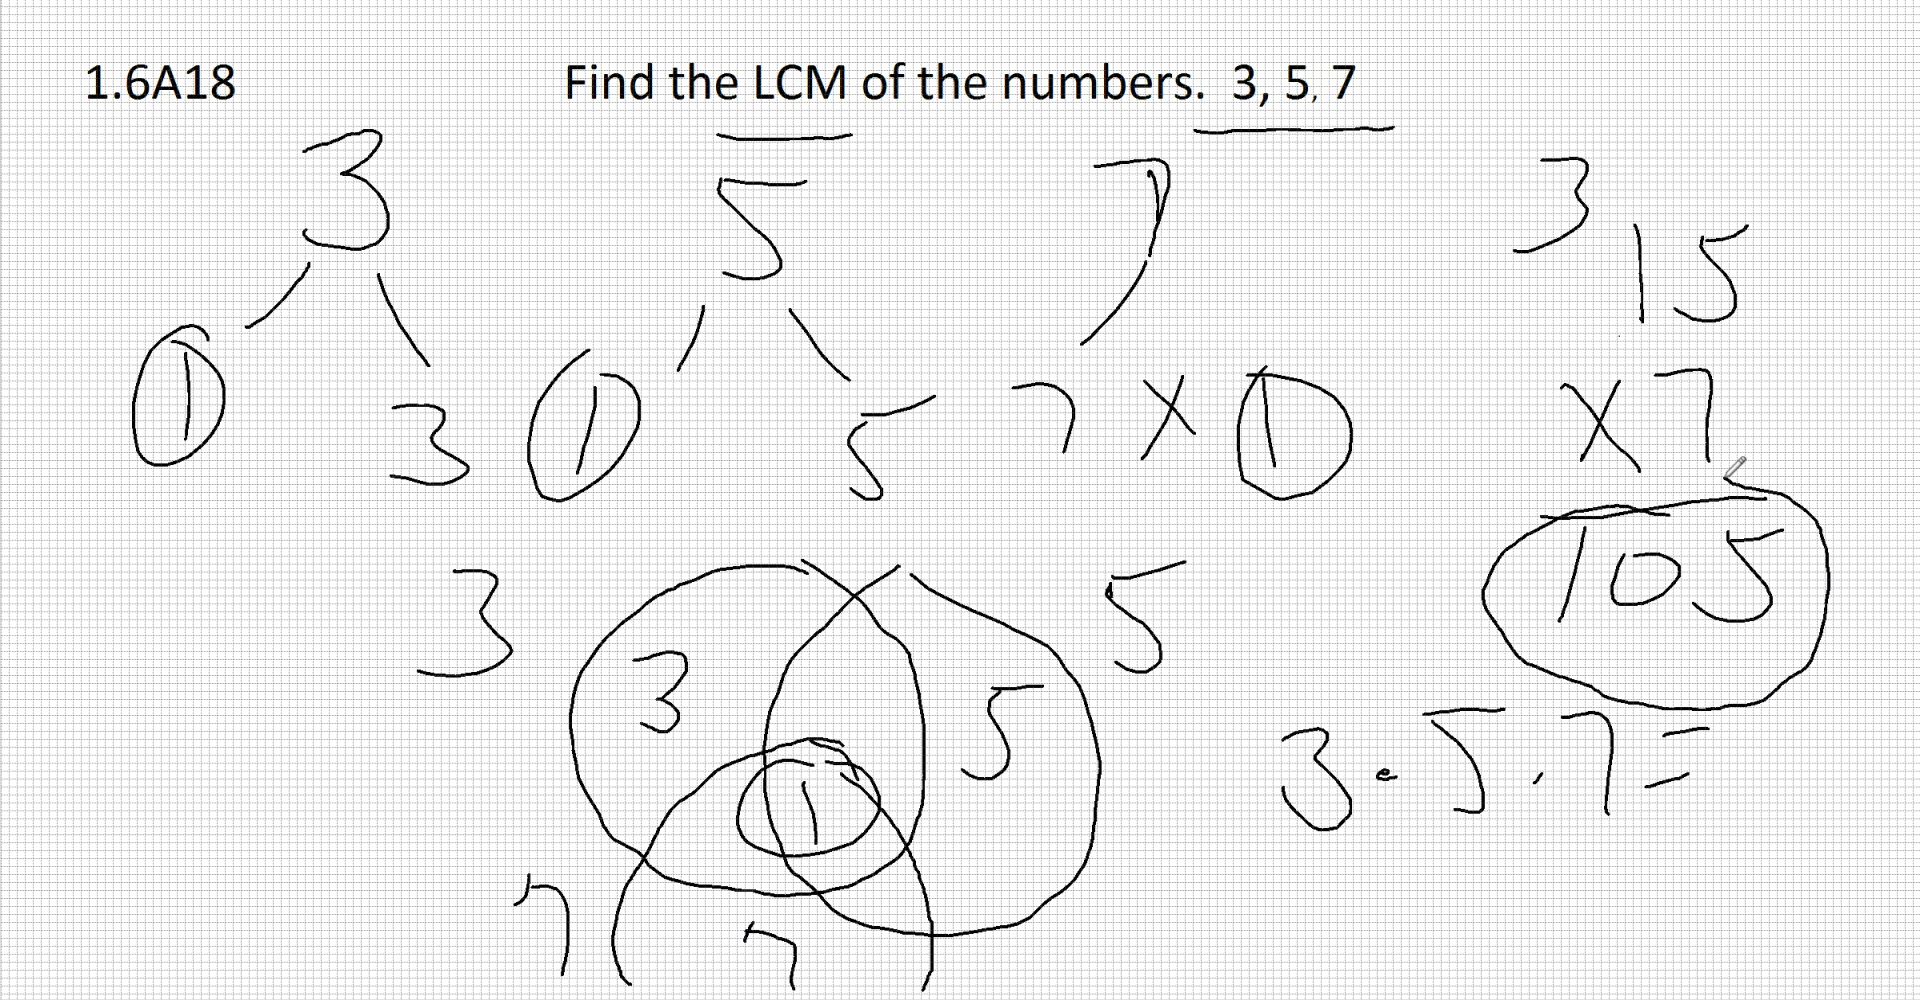 1.6A18 Find the LCM of the numbers. 3, 5, 7
3 5 7 3
15
1 3 1 5 7 x 1 x 7
105
3 5
3 5
1
3 · 5 · 7 =
7 7